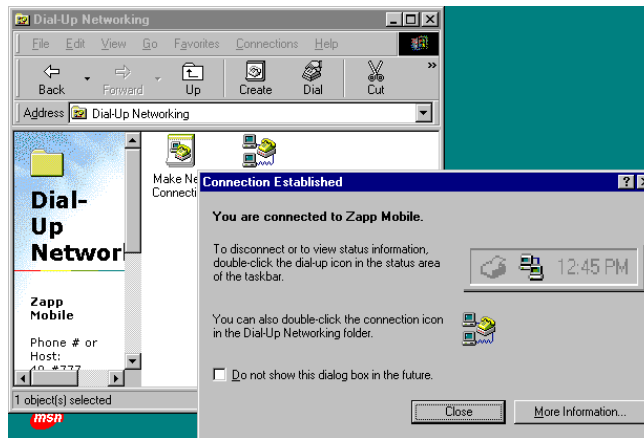 Dial-Up Networking
File Edit View Go Favorites Connections Help
Back Forward Up Create Dial Cut »
Address Dial-Up Networking
Dial-
Up
Networ
Zapp
Mobile
Phone # or
Host:
Make Ne
Connecti
1 object(s) selected
msn
Connection Established
You are connected to Zapp Mobile.
To disconnect or to view status information,
double-click the dial-up icon in the status area
of the taskbar.
12:45 PM
You can also double-click the connection icon
in the Dial-Up Networking folder.
Do not show this dialog box in the future.
Close More Information...